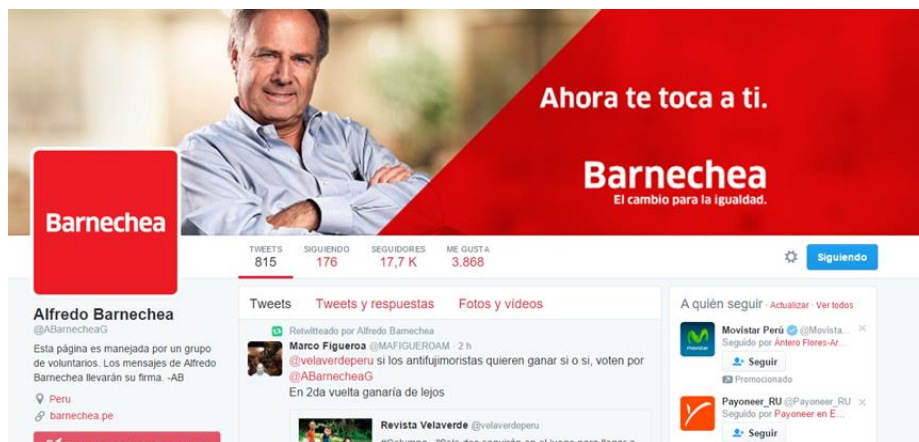 Ahora te toca a ti.
Barnechea
El cambio para la igualdad.
Barnechea
TWEETS
815
SIGUIENDO
176
SEGUIDORES
17,7 K
ME GUSTA
3.868
Siguiendo
Alfredo Barnechea
@ABarnecheaG
Esta página es manejada por un grupo
de voluntarios. Los mensajes de Alfredo
Barnechea llevarán su firma. -AB
Peru
barnechea.pe
Tweets Tweets y respuestas Fotos y vídeos
Retwitteado por Alfredo Barnechea
Marco Figueroa @MAFIGUEROAM · 2 h
@velaverdeperu si los antifujimoristas quieren ganar si o si, voten por
@ABarnecheaG
En 2da vuelta ganaría de lejos
Revista Velaverde @velaverdeperu
A quién seguir · Actualizar · Ver todos
movistar
Movistar Perú @Movista...
Seguido por Ántero Flores-Ar...
Seguir
Promocionado
Payoneer_RU @Payoneer_RU
Seguido por Payoneer en E...
Seguir